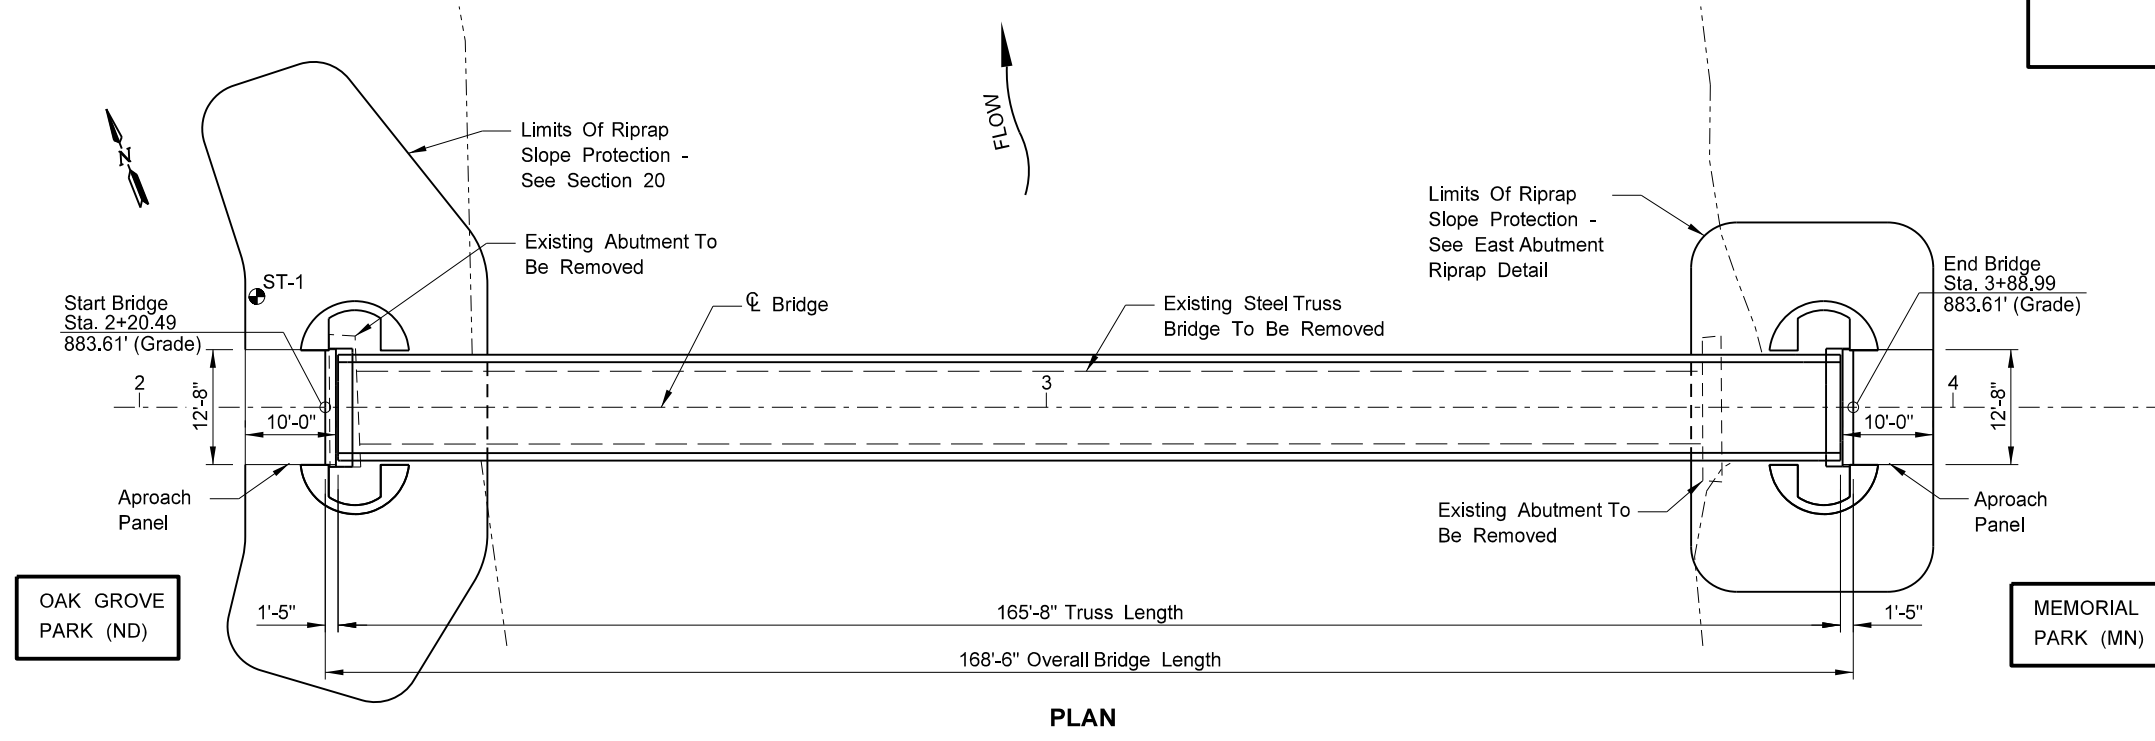 FLOW
N
Limits Of Riprap
Slope Protection -
See Section 20
Limits Of Riprap
Slope Protection -
See East Abutment
Riprap Detail
Existing Abutment To
Be Removed
ST-1
Start Bridge
Sta. 2+20.49
883.61' (Grade)
℄ Bridge
Existing Steel Truss
Bridge To Be Removed
End Bridge
Sta. 3+88.99
883.61' (Grade)
2
3
4
12'-8"
10'-0"
10'-0"
12'-8"
Aproach
Panel
Existing Abutment To
Be Removed
Aproach
Panel
OAK GROVE
PARK (ND)
1'-5"
165'-8" Truss Length
1'-5"
MEMORIAL
PARK (MN)
168'-6" Overall Bridge Length
PLAN